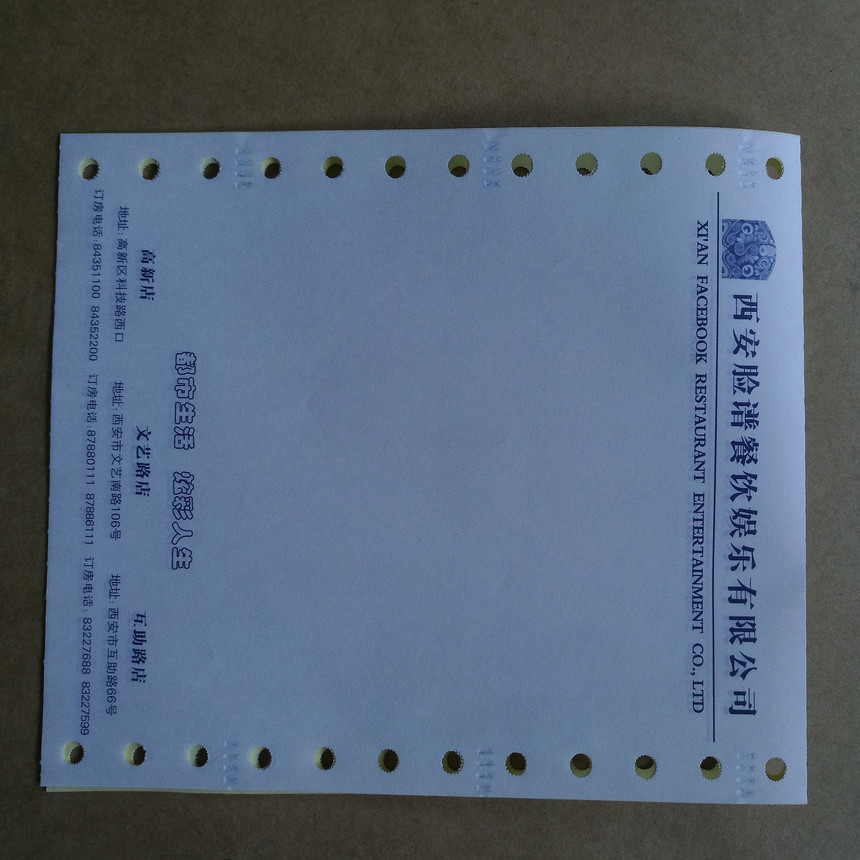 西安脸谱餐饮娱乐有限公司
XI'AN FACEBOOK RESTAURANT ENTERTAINMENT CO., LTD
都市生活 炫彩人生
高新店 文艺路店 互助路店
地址:高新区科技路西口 地址:西安市文艺南路106号 地址:西安市互助路66号
订房电话:84351100 84352200 订房电话:87880111 87886111 订房电话:83227688 83227599